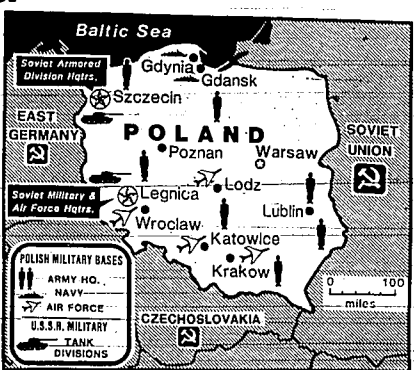 Baltic Sea
Soviet Armored
Division Hqtrs.
Gdynia
Gdansk
Szczecin
EAST
GERMANY
POLAND
SOVIET
UNION
Poznan
Warsaw
Soviet Military &
Air Force Hqtrs.
Legnica
Lodz
Lublin
Wroclaw
Katowice
Krakow
POLISH MILITARY BASES
ARMY HQ.
NAVY
AIR FORCE
U.S.S.R. MILITARY
TANK
DIVISIONS
0 100
miles
CZECHOSLOVAKIA